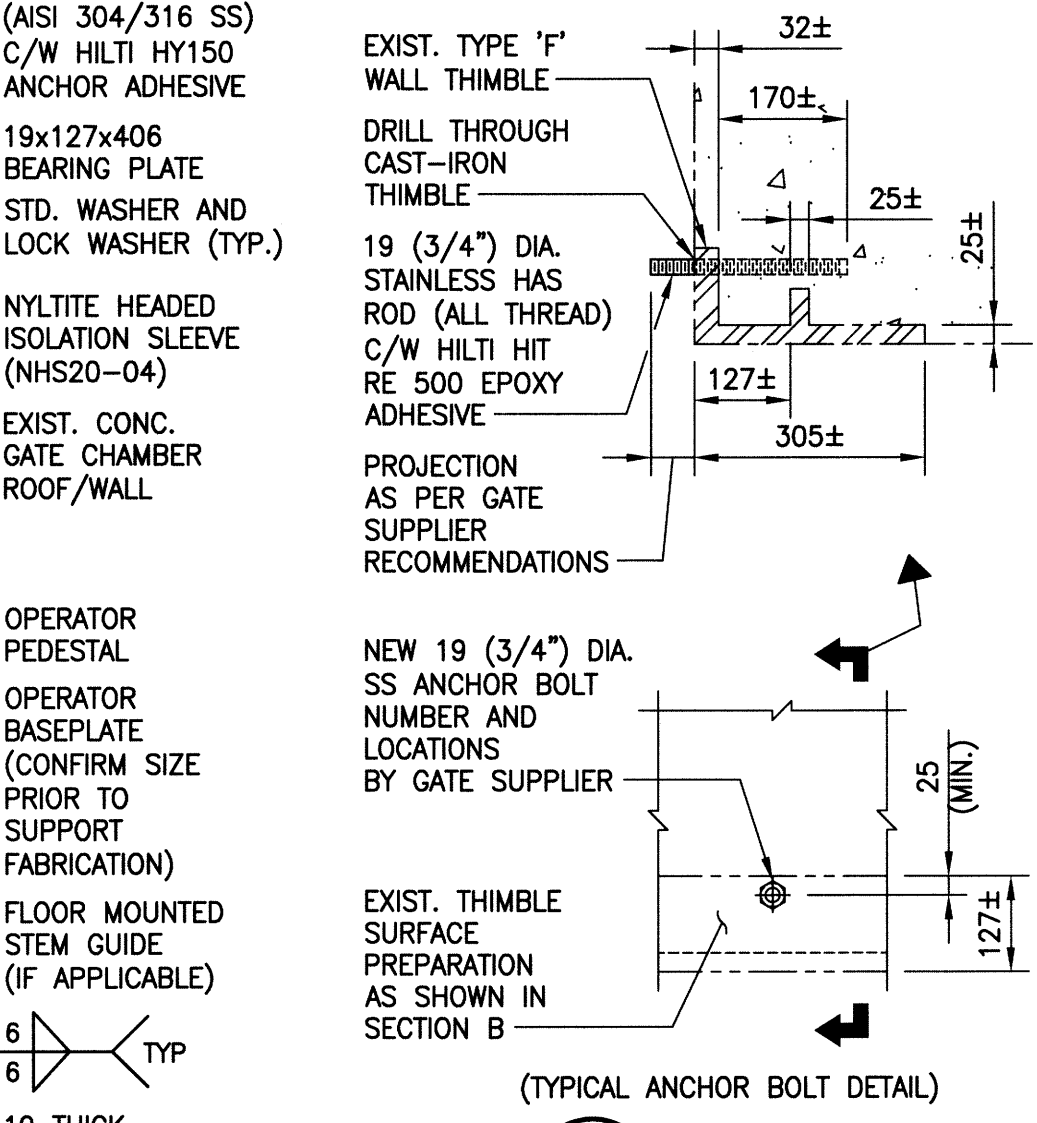 (AISI 304/316 SS)
C/W HILTI HY150
ANCHOR ADHESIVE
19x127x406
BEARING PLATE
STD. WASHER AND
LOCK WASHER (TYP.)
NYLTITE HEADED
ISOLATION SLEEVE
(NHS20-04)
EXIST. CONC.
GATE CHAMBER
ROOF/WALL
OPERATOR
PEDESTAL
OPERATOR
BASEPLATE
(CONFIRM SIZE
PRIOR TO
SUPPORT
FABRICATION)
FLOOR MOUNTED
STEM GUIDE
(IF APPLICABLE)
6
6
TYP
EXIST. TYPE 'F'
WALL THIMBLE
DRILL THROUGH
CAST-IRON
THIMBLE
19 (3/4") DIA.
STAINLESS HAS
ROD (ALL THREAD)
C/W HILTI HIT
RE 500 EPOXY
ADHESIVE
PROJECTION
AS PER GATE
SUPPLIER
RECOMMENDATIONS
32±
170±
25±
25±
127±
305±
NEW 19 (3/4") DIA.
SS ANCHOR BOLT
NUMBER AND
LOCATIONS
BY GATE SUPPLIER
EXIST. THIMBLE
SURFACE
PREPARATION
AS SHOWN IN
SECTION B
25
(MIN.)
127±
(TYPICAL ANCHOR BOLT DETAIL)